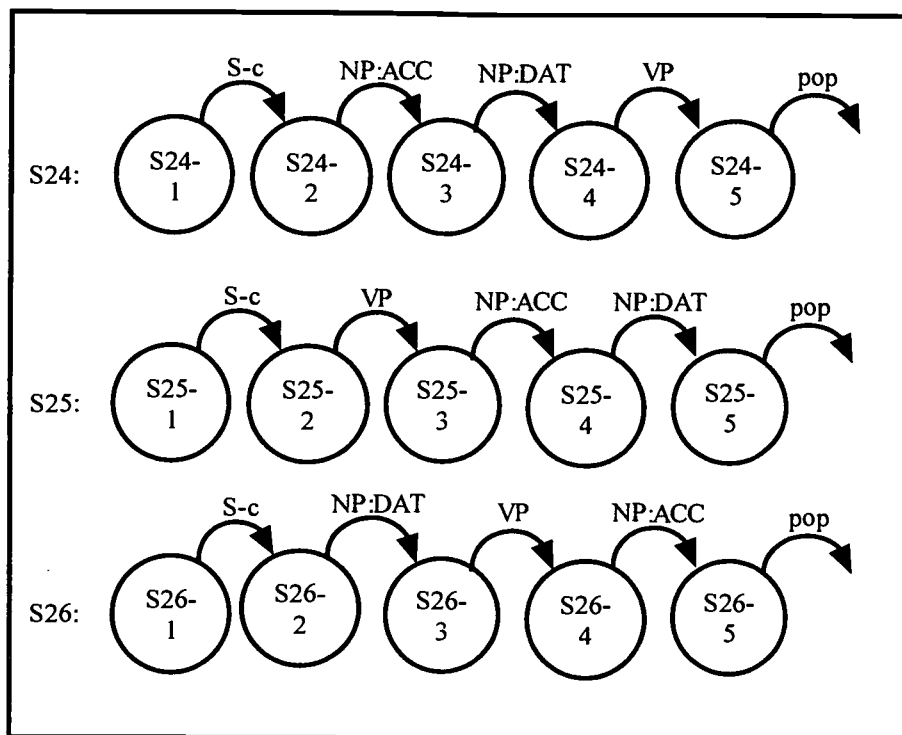 S-c NP:ACC NP:DAT VP pop
S24: S24-1 S24-2 S24-3 S24-4 S24-5
S-c VP NP:ACC NP:DAT pop
S25: S25-1 S25-2 S25-3 S25-4 S25-5
S-c NP:DAT VP NP:ACC pop
S26: S26-1 S26-2 S26-3 S26-4 S26-5